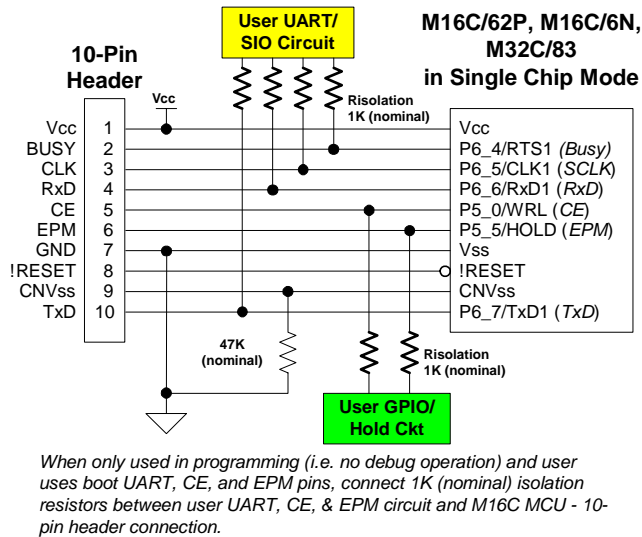 User UART/
SIO Circuit
M16C/62P, M16C/6N,
M32C/83
in Single Chip Mode
10-Pin
Header
Vcc
Risolation
1K (nominal)
Vcc 1 Vcc
BUSY 2 P6_4/RTS1 (Busy)
CLK 3 P6_5/CLK1 (SCLK)
RxD 4 P6_6/RxD1 (RxD)
CE 5 P5_0/WRL (CE)
EPM 6 P5_5/HOLD (EPM)
GND 7 Vss
!RESET 8 !RESET
CNVss 9 CNVss
TxD 10 P6_7/TxD1 (TxD)
47K
(nominal)
Risolation
1K (nominal)
User GPIO/
Hold Ckt
When only used in programming (i.e. no debug operation) and user
uses boot UART, CE, and EPM pins, connect 1K (nominal) isolation
resistors between user UART, CE, & EPM circuit and M16C MCU - 10-
pin header connection.